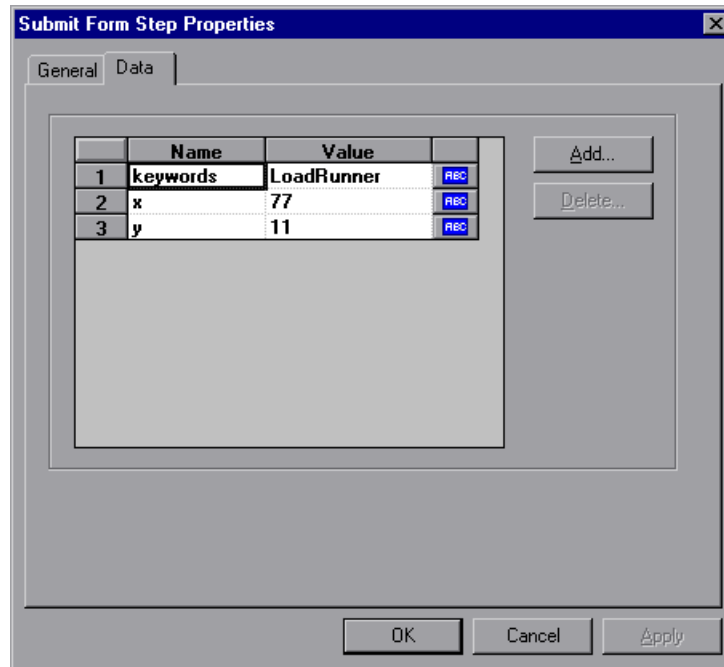 Submit Form Step Properties
General Data
Name Value
1 keywords LoadRunner ABC
2 x 77 ABC
3 y 11 ABC
Add...
Delete...
OK Cancel Apply